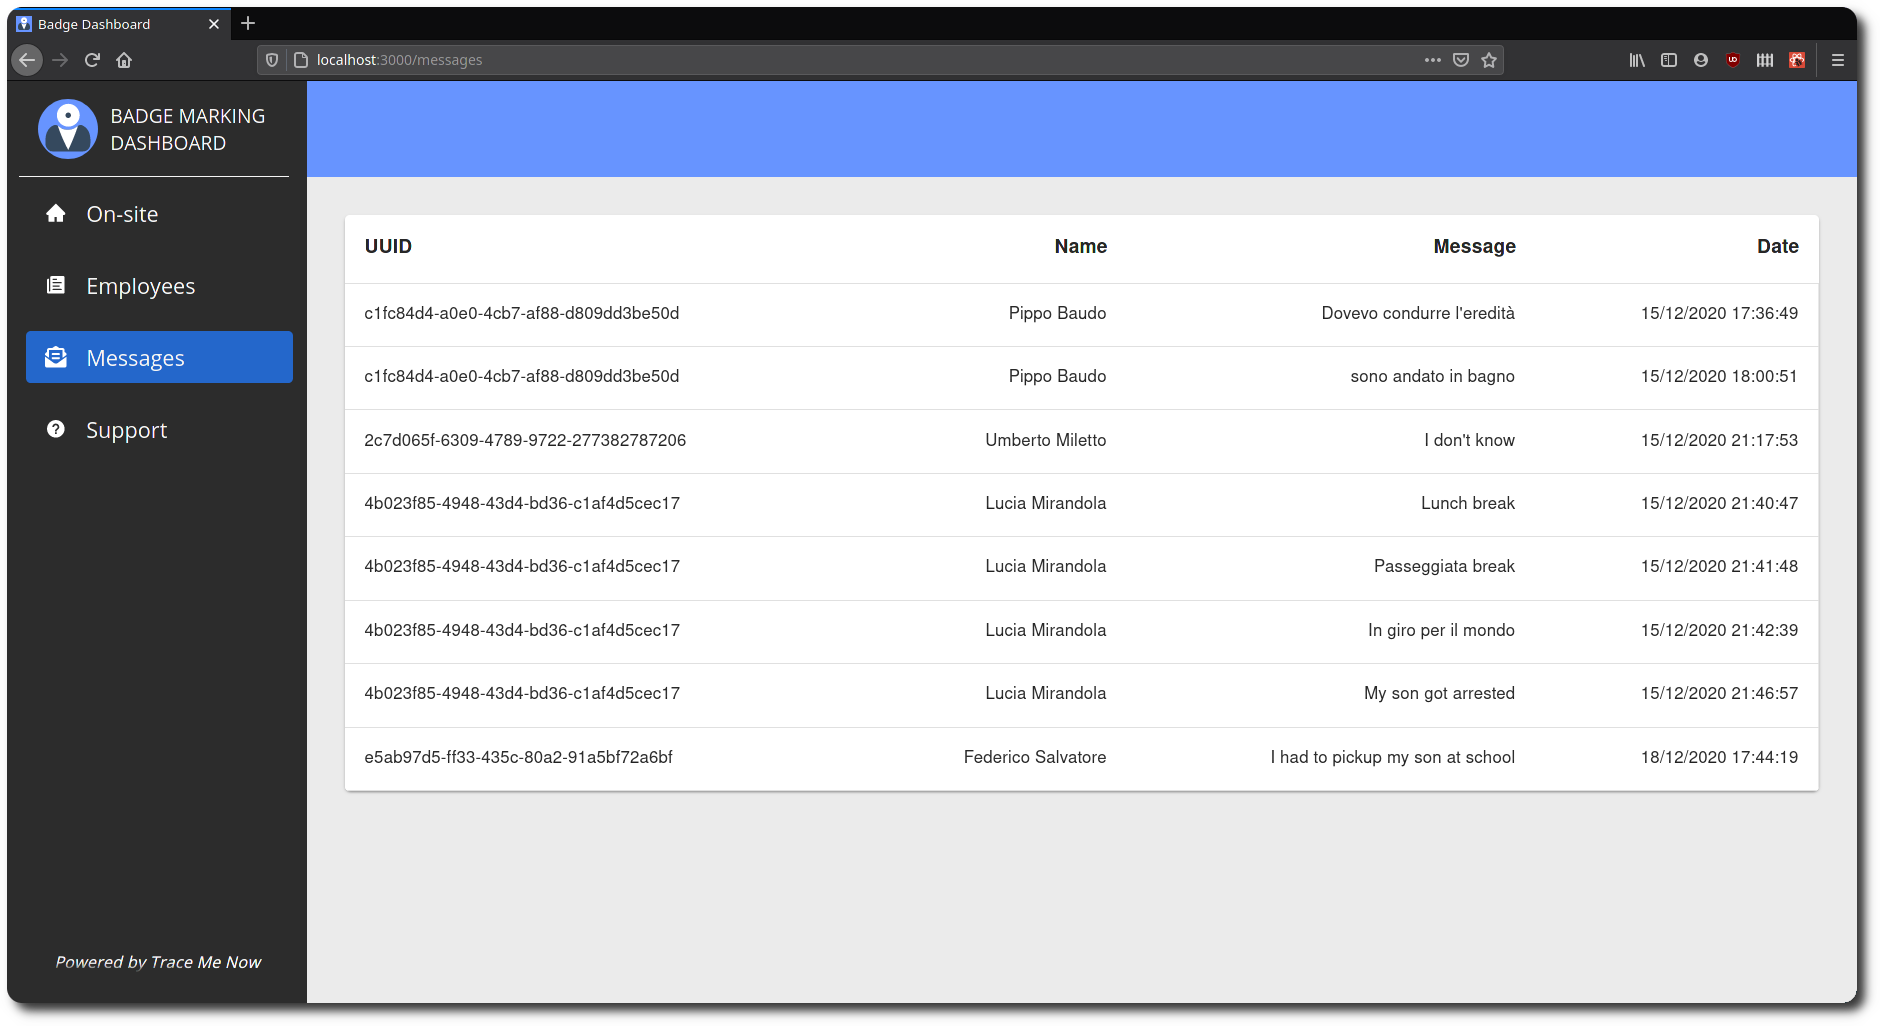 Badge Dashboard
localhost:3000/messages
BADGE MARKING
DASHBOARD
On-site
Employees
Messages
Support
Powered by Trace Me Now
UUID Name Message Date
c1fc84d4-a0e0-4cb7-af88-d809dd3be50d Pippo Baudo Dovevo condurre l'eredità 15/12/2020 17:36:49
c1fc84d4-a0e0-4cb7-af88-d809dd3be50d Pippo Baudo sono andato in bagno 15/12/2020 18:00:51
2c7d065f-6309-4789-9722-277382787206 Umberto Miletto I don't know 15/12/2020 21:17:53
4b023f85-4948-43d4-bd36-c1af4d5cec17 Lucia Mirandola Lunch break 15/12/2020 21:40:47
4b023f85-4948-43d4-bd36-c1af4d5cec17 Lucia Mirandola Passeggiata break 15/12/2020 21:41:48
4b023f85-4948-43d4-bd36-c1af4d5cec17 Lucia Mirandola In giro per il mondo 15/12/2020 21:42:39
4b023f85-4948-43d4-bd36-c1af4d5cec17 Lucia Mirandola My son got arrested 15/12/2020 21:46:57
e5ab97d5-ff33-435c-80a2-91a5bf72a6bf Federico Salvatore I had to pickup my son at school 18/12/2020 17:44:19